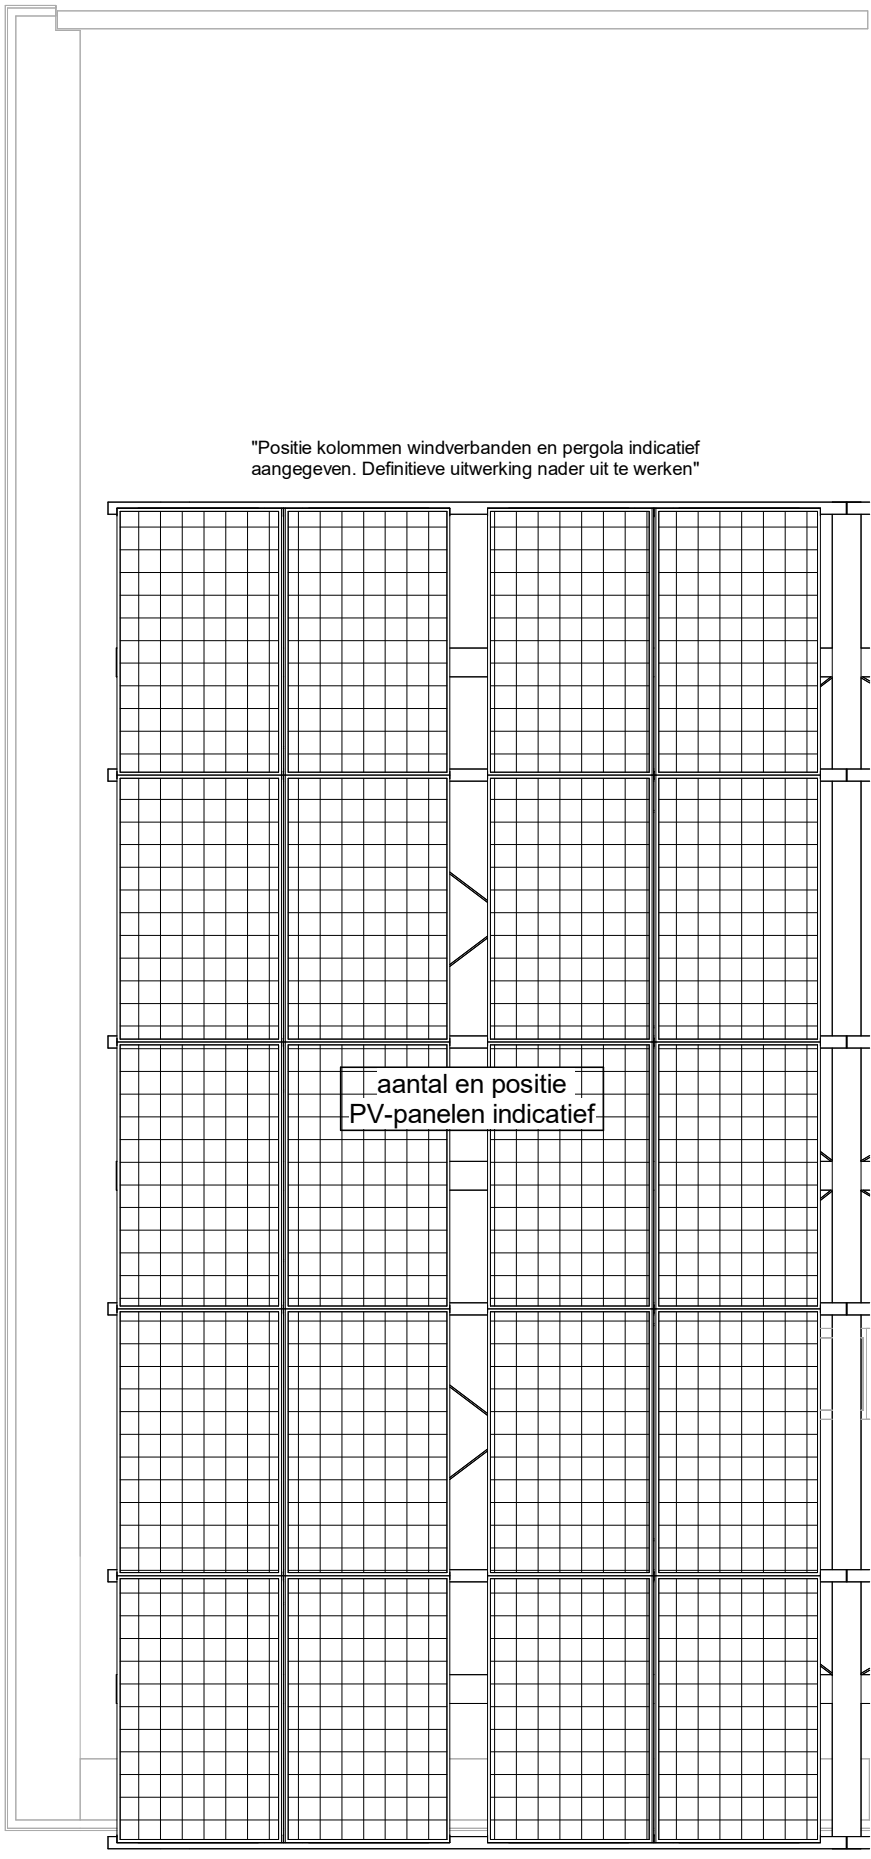 "Positie kolommen windverbanden en pergola indicatief
aangegeven. Definitieve uitwerking nader uit te werken"
aantal en positie
PV-panelen indicatief